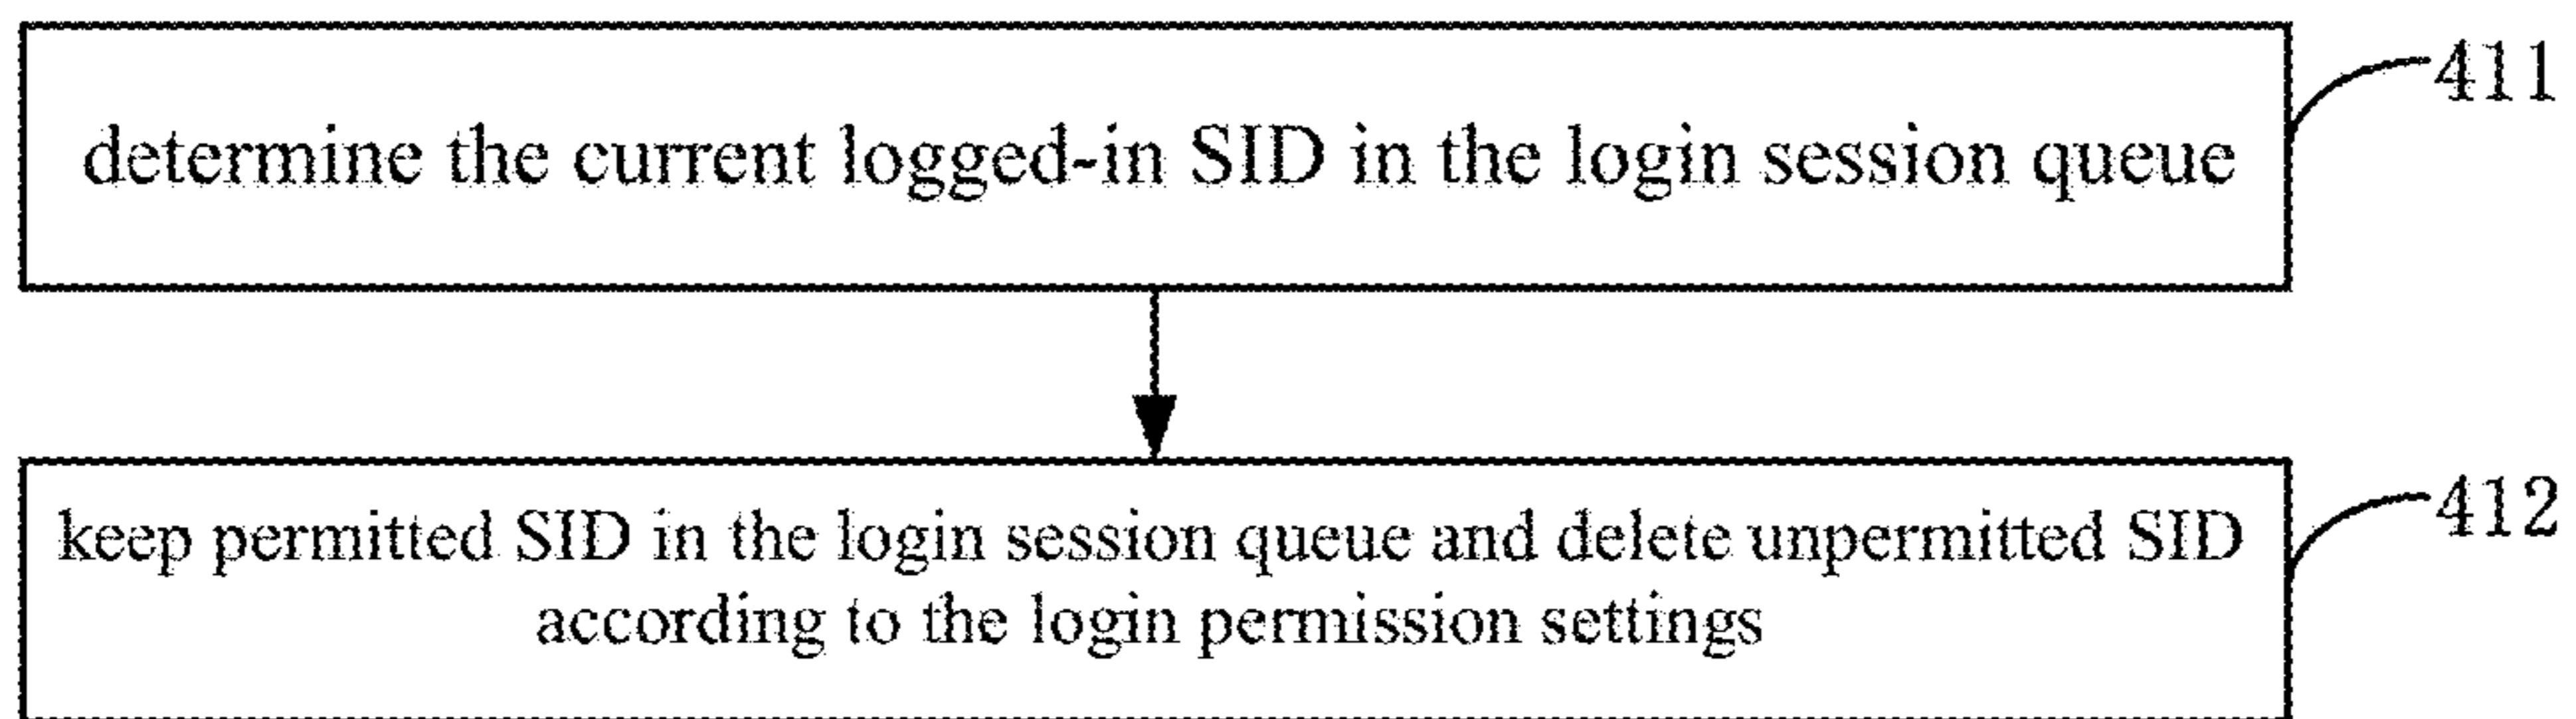 determine the current logged-in SID in the login session queue
411
keep permitted SID in the login session queue and delete unpermitted SID
according to the login permission settings
412